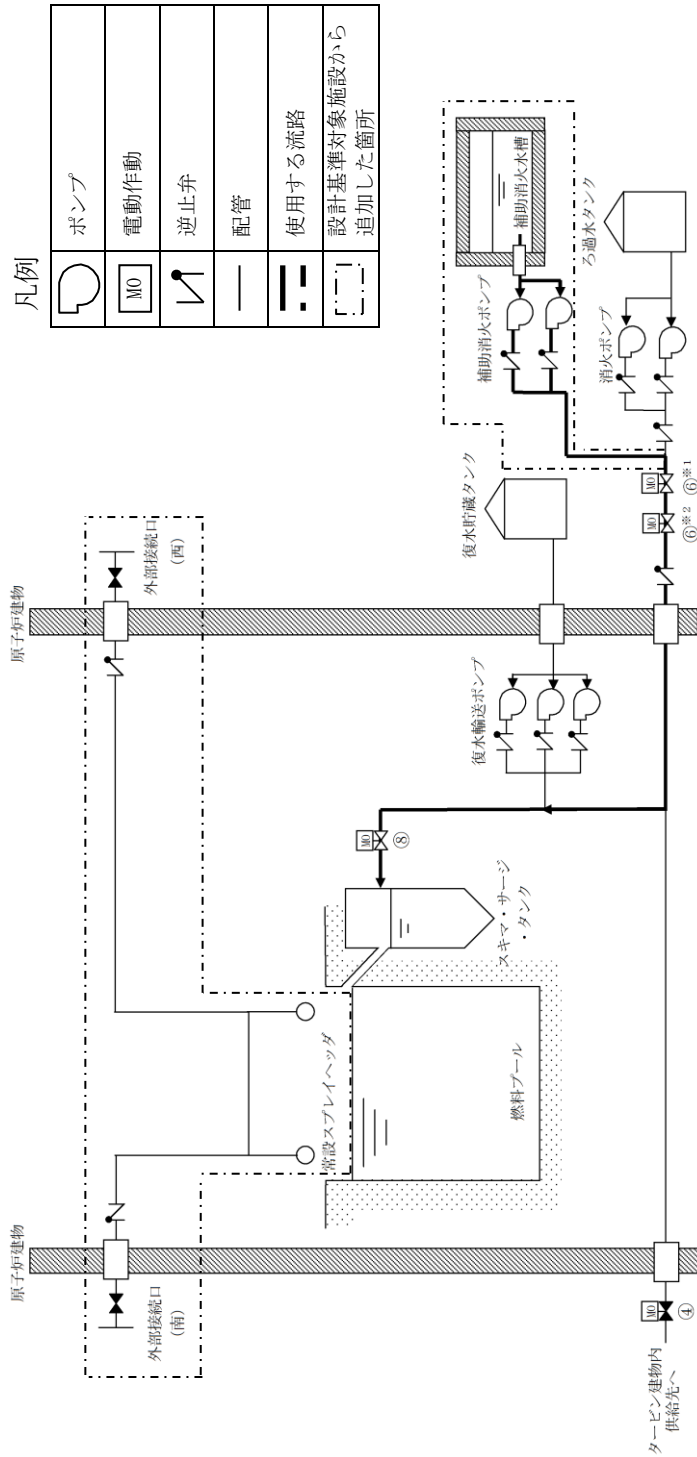 凡例
ポンプ
MO
電動作動
逆止弁
配管
使用する流路
設計基準対象施設から
追加した箇所
原子炉建物
外部接続口
(南)
原子炉建物
外部接続口
(西)
常設スプレイヘッダ
燃料プール
スキマ・サージ
・タンク
MO
⑧
復水輸送ポンプ
復水貯蔵タンク
補助消火ポンプ
補助消火水槽
消火ポンプ
ろ過水タンク
MO
⑥※2
MO
⑥※1
MO
④
タービン建物内
供給先へ